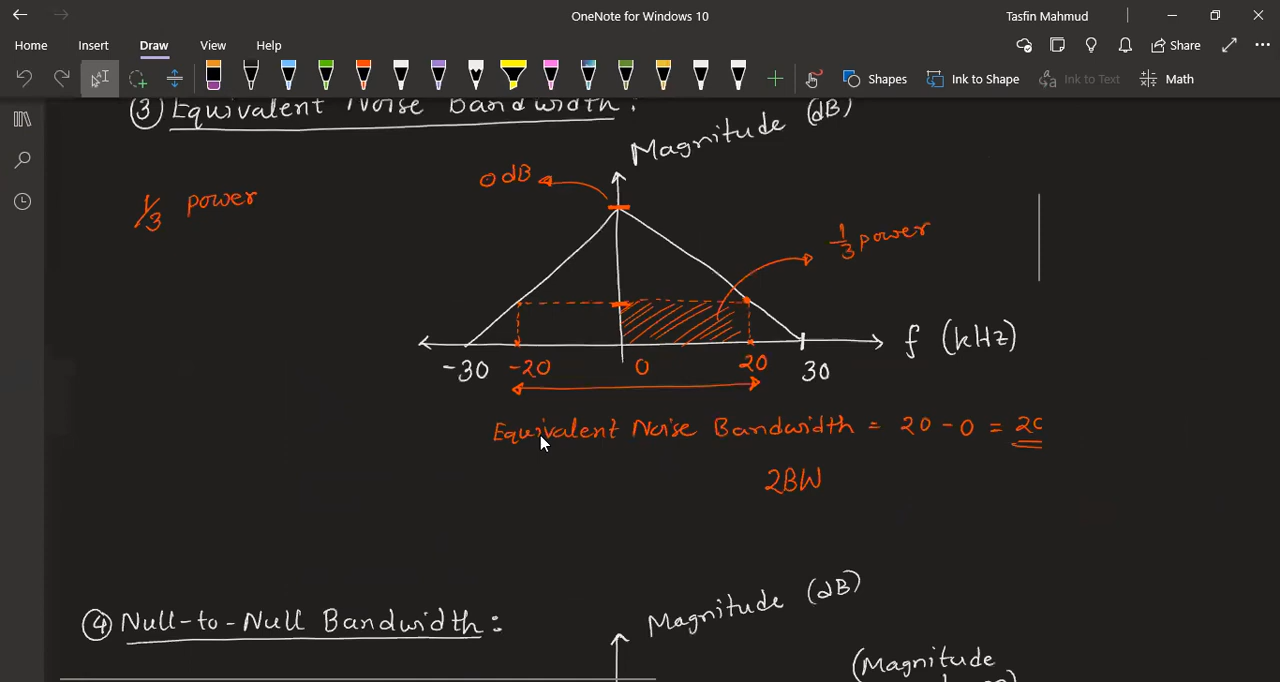 OneNote for Windows 10
Tasfin Mahmud
Home Insert Draw View Help
Share
Shapes Ink to Shape Ink to Text Math
③ Equivalent Noise Bandwidth:
Magnitude (dB)
0 dB
1/3 power
1/3 power
f (kHz)
-30 -20 0 20 30
Equivalent Noise Bandwidth = 20 - 0 = 20
2BW
④ Null-to-Null Bandwidth:
Magnitude (dB)
(Magnitude